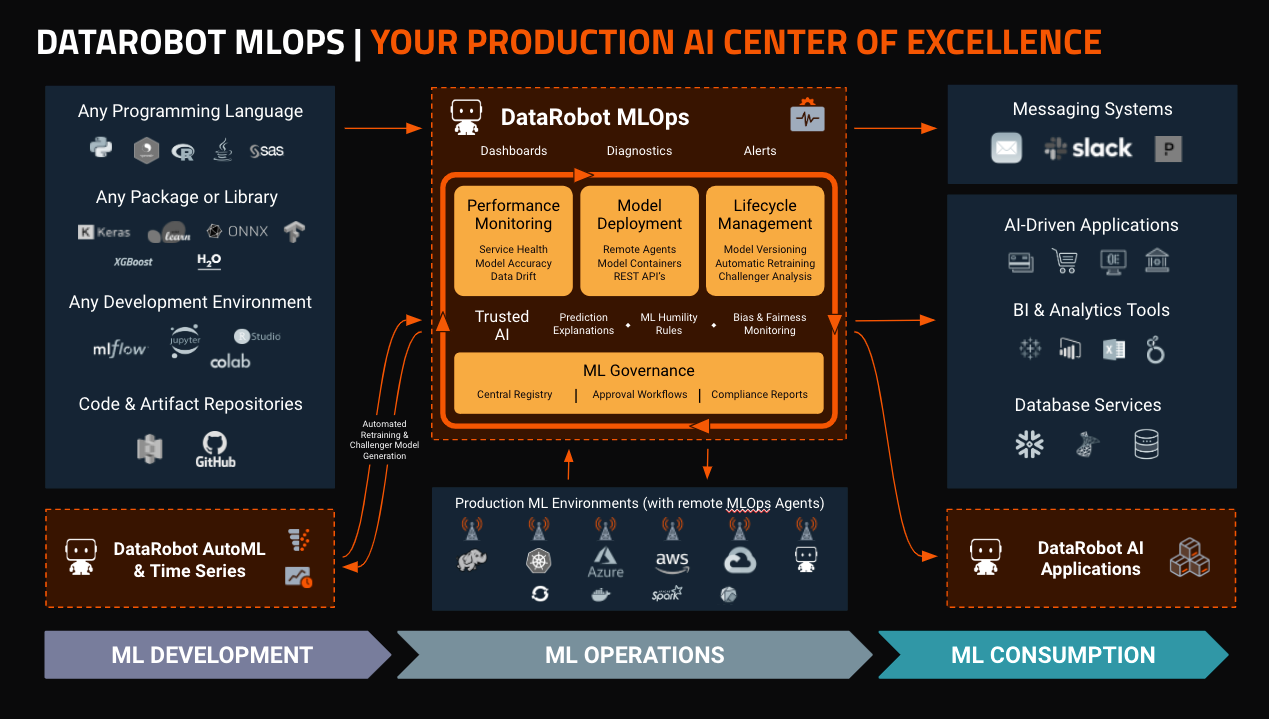 DATAROBOT MLOPS | YOUR PRODUCTION AI CENTER OF EXCELLENCE
Any Programming Language
R
Ssas
Any Package or Library
K Keras
learn
ONNX
XGBoost
H2O
Any Development Environment
mlflow
jupyter
R Studio
colab
Code & Artifact Repositories
GitHub
DataRobot AutoML
& Time Series
Automated
Retraining &
Challenger Model
Generation
DataRobot MLOps
Dashboards
Diagnostics
Alerts
Performance
Monitoring
Service Health
Model Accuracy
Data Drift
Model
Deployment
Remote Agents
Model Containers
REST API's
Lifecycle
Management
Model Versioning
Automatic Retraining
Challenger Analysis
Trusted
AI
Prediction
Explanations
ML Humility
Rules
Bias & Fairness
Monitoring
ML Governance
Central Registry | Approval Workflows | Compliance Reports
Production ML Environments (with remote MLOps Agents)
Azure
aws
Spark
Messaging Systems
slack
P
AI-Driven Applications
BI & Analytics Tools
Database Services
DataRobot AI
Applications
ML DEVELOPMENT
ML OPERATIONS
ML CONSUMPTION